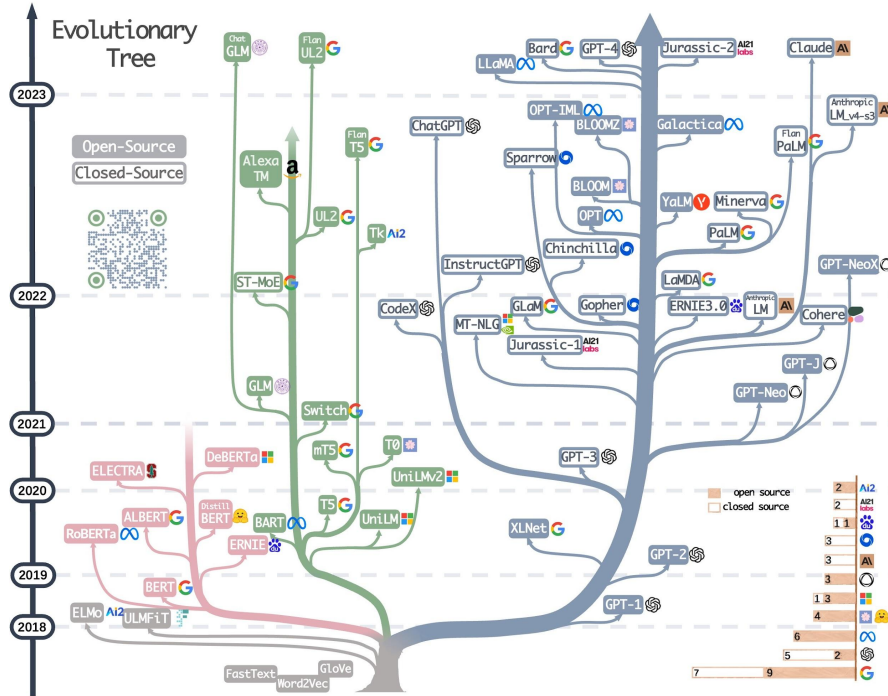 Evolutionary
Tree
2023
2022
2021
2020
2019
2018
Open-Source
Closed-Source
Chat
GLM
Flan
UL2
Flan
T5
Alexa
TM
a
UL2
Tk Ai2
ST-MoE
GLM
Switch
mT5
T0
UniLMv2
T5
UniLM
BART
DeBERTa
ELECTRA
ALBERT
Distill
BERT
RoBERTa
ERNIE
BERT
ELMo Ai2
ULMFiT
FastText
GloVe
Word2Vec
Bard
GPT-4
Jurassic-2 AI21 labs
Claude A\
LLaMA
Anthropic
LM_v4-s3 A\
OPT-IML
BLOOMZ
Galactica
ChatGPT
Flan
PaLM
Sparrow
BLOOM
OPT
YaLM Y
Minerva
PaLM
Chinchilla
InstructGPT
GPT-NeoX
LaMDA
CodeX
GLaM
Gopher
ERNIE3.0
Anthropic
LM A\
Cohere
MT-NLG
Jurassic-1 AI21 labs
GPT-J
GPT-Neo
GPT-3
XLNet
GPT-2
GPT-1
open source
closed source
2 Ai2
2 AI21 labs
1 1
3
3 A\
3
1 3
4
6
5 2
7 9